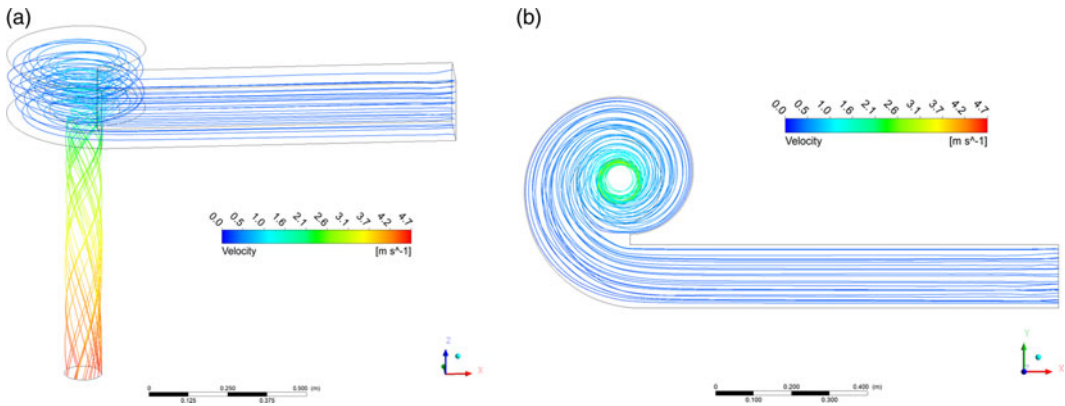 (a)
(b)
0.0 0.5 1.0 1.6 2.1 2.6 3.1 3.7 4.2 4.7
Velocity [m s^-1]
0.0 0.5 1.0 1.6 2.1 2.6 3.1 3.7 4.2 4.7
Velocity [m s^-1]
Z
X
Y
X
0 0.250 0.500 (m)
0.125 0.375
0 0.200 0.400 (m)
0.100 0.300